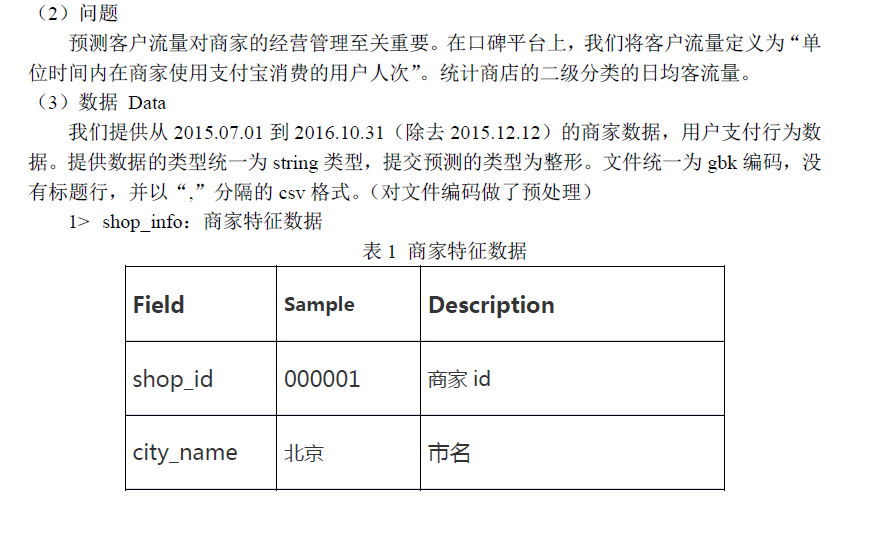 （2）问题
预测客户流量对商家的经营管理至关重要。在口碑平台上，我们将客户流量定义为“单
位时间内在商家使用支付宝消费的用户人次”。统计商店的二级分类的日均客流量。
（3）数据 Data
我们提供从 2015.07.01 到 2016.10.31（除去 2015.12.12）的商家数据，用户支付行为数
据。提供数据的类型统一为 string 类型，提交预测的类型为整形。文件统一为 gbk 编码，没
有标题行，并以“,”分隔的 csv 格式。（对文件编码做了预处理）
1> shop_info：商家特征数据
表 1 商家特征数据
Field Sample Description
shop_id 000001 商家 id
city_name 北京 市名